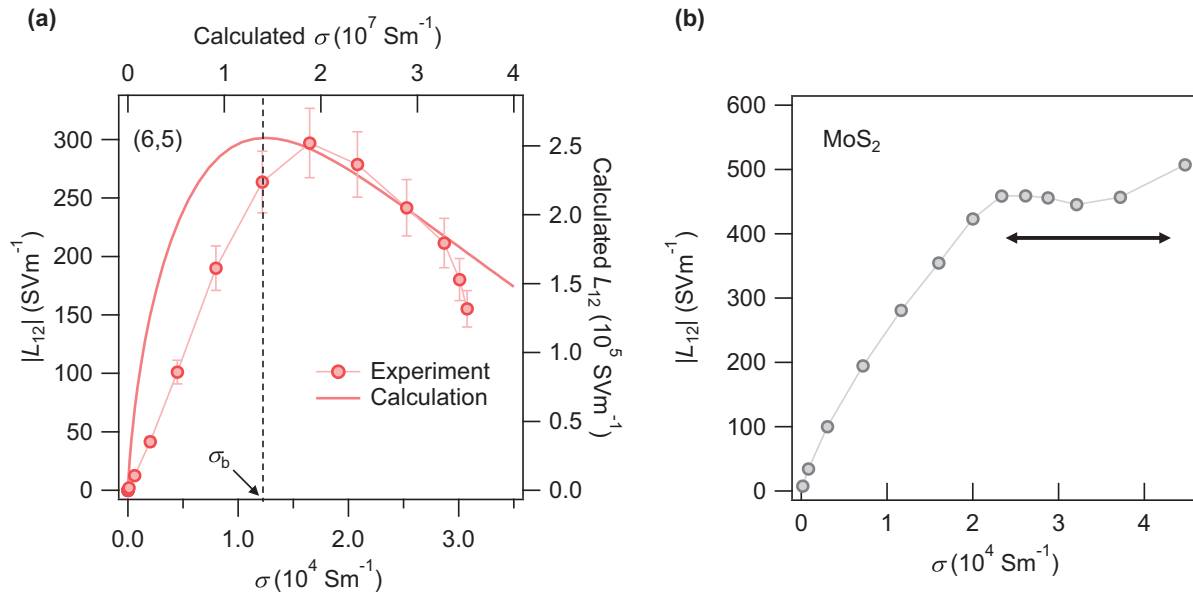 (a)
Calculated σ (10⁷ Sm⁻¹)
0 1 2 3 4
(6,5)
|L₁₂| (SVm⁻¹)
300
250
200
150
100
50
0
Calculated L₁₂ (10⁵ SVm⁻¹)
2.5
2.0
1.5
1.0
0.5
0.0
Experiment
Calculation
σb
0.0 1.0 2.0 3.0
σ (10⁴ Sm⁻¹)
(b)
MoS₂
|L₁₂| (SVm⁻¹)
600
500
400
300
200
100
0
0 1 2 3 4
σ (10⁴ Sm⁻¹)